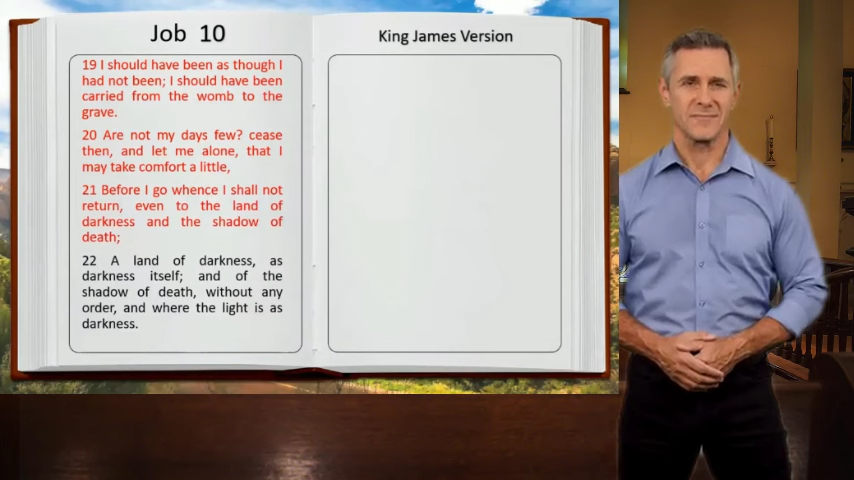 Job 10
King James Version
19 I should have been as though I
had not been; I should have been
carried from the womb to the
grave.
20 Are not my days few? cease
then, and let me alone, that I
may take comfort a little,
21 Before I go whence I shall not
return, even to the land of
darkness and the shadow of
death;
22 A land of darkness, as
darkness itself; and of the
shadow of death, without any
order, and where the light is as
darkness.